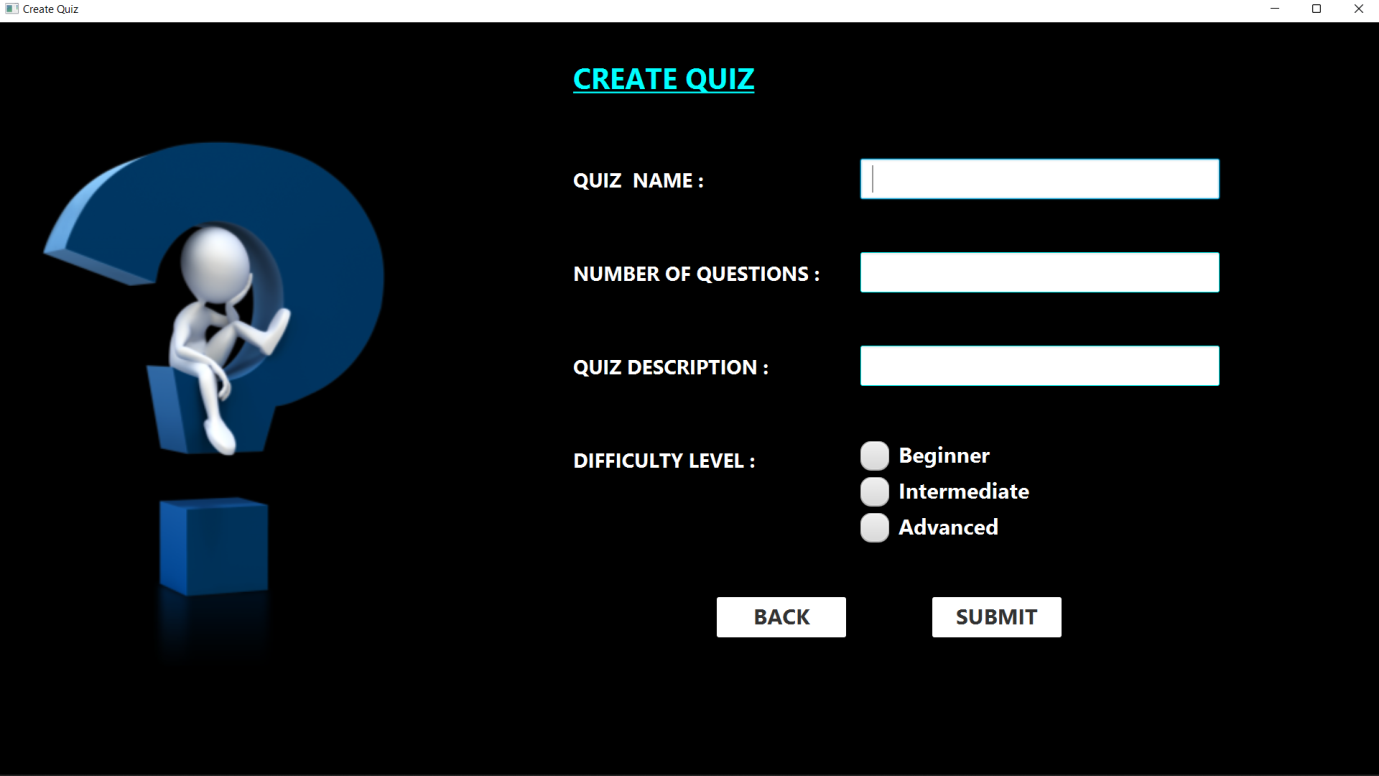 Create Quiz
CREATE QUIZ
QUIZ  NAME :
NUMBER OF QUESTIONS :
QUIZ DESCRIPTION :
DIFFICULTY LEVEL :
Beginner
Intermediate
Advanced
BACK SUBMIT